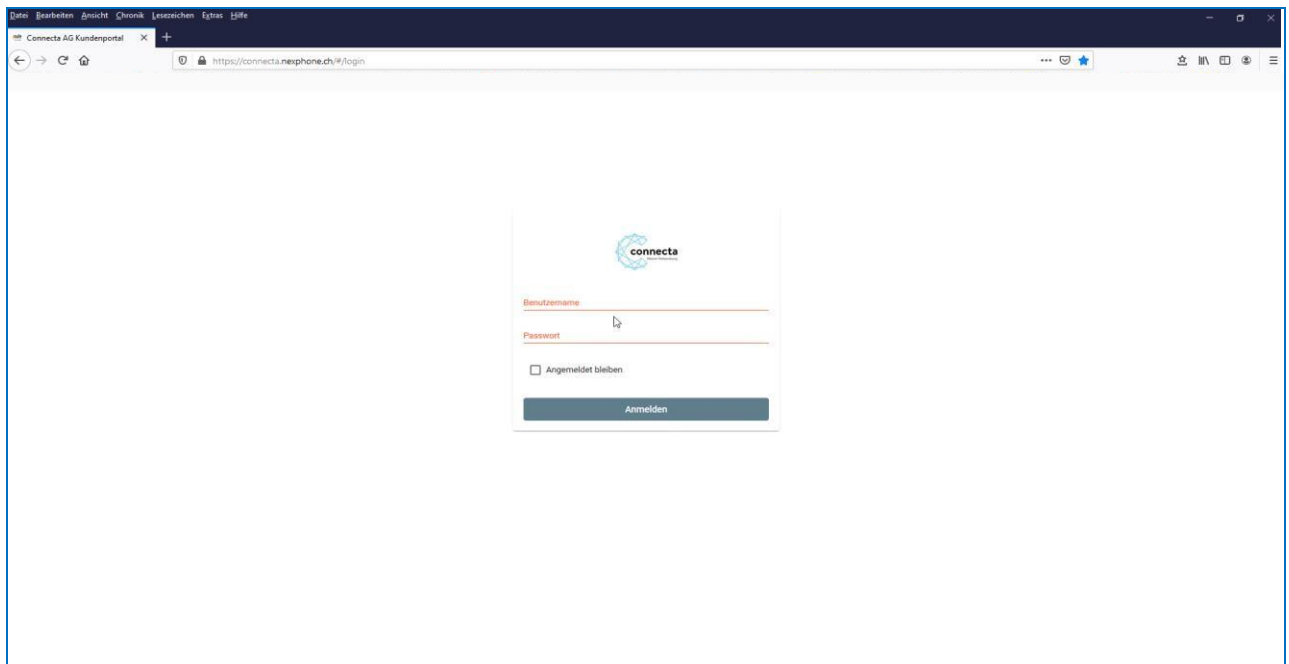 Datei Bearbeiten Ansicht Chronik Lesezeichen Extras Hilfe
Connecta AG Kundenportal
https://connecta.nexphone.ch/#/login
connecta
Benutzername
Passwort
Angemeldet bleiben
Anmelden